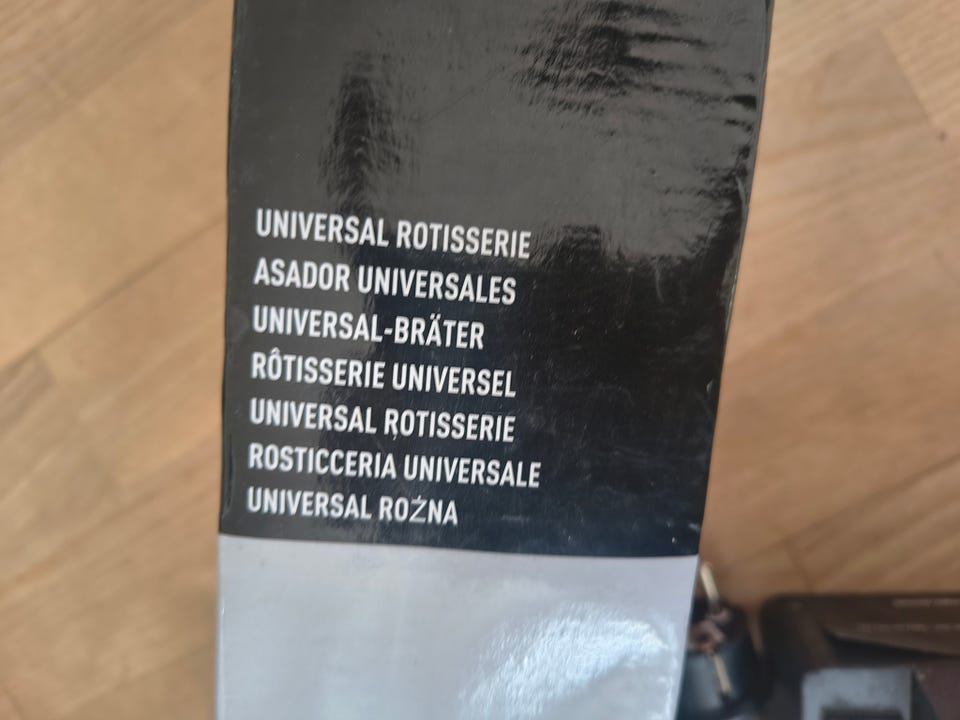 UNIVERSAL ROTISSERIE
ASADOR UNIVERSALES
UNIVERSAL-BRÄTER
RÔTISSERIE UNIVERSEL
UNIVERSAL ROTISSERIE
ROSTICCERIA UNIVERSALE
UNIVERSAL ROŻNA